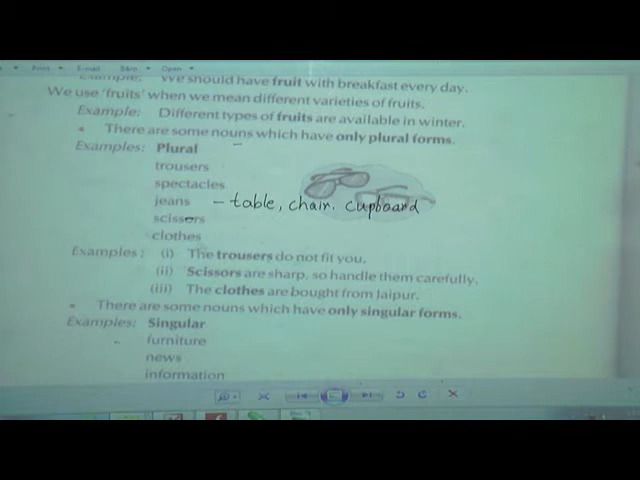 Print E-mail Burn Open
Example: We should have fruit with breakfast every day.
We use 'fruits' when we mean different varieties of fruits.
Example: Different types of fruits are available in winter.
• There are some nouns which have only plural forms.
Examples: Plural
trousers
spectacles
jeans - table, chair. cupboard
scissors
clothes
Examples : (i) The trousers do not fit you.
(ii) Scissors are sharp, so handle them carefully.
(iii) The clothes are bought from Jaipur.
• There are some nouns which have only singular forms.
Examples: Singular
furniture
news
information